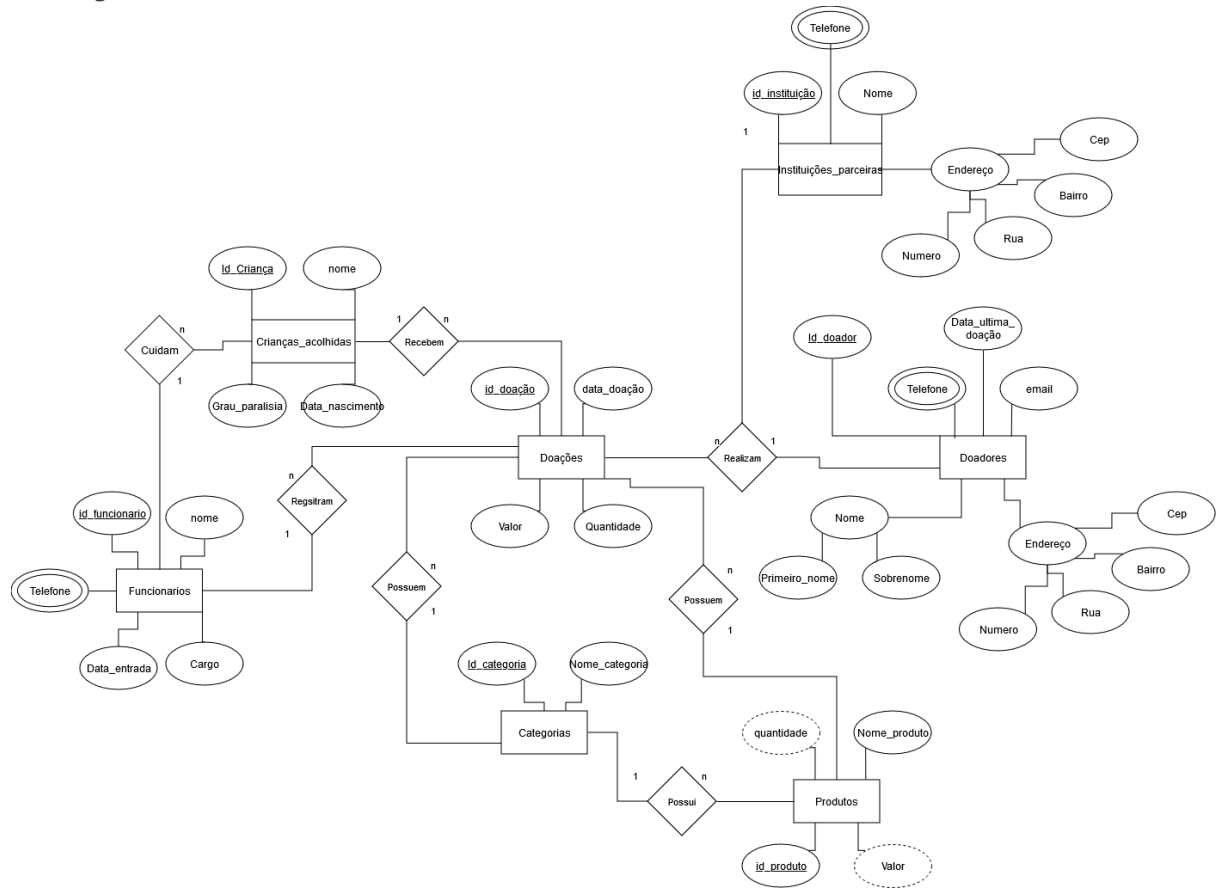 Telefone
id_instituição
Nome
1
Instituições_parceiras
Endereço
Cep
Bairro
Rua
Numero
Id_Criança
nome
Cuidam
n
1
Crianças_acolhidas
1
n
Recebem
Grau_paralisia
Data_nascimento
Id_doador
Data_ultima_
doação
Telefone
email
id_doação
data_doação
Doações
n
1
Realizam
Doadores
Valor
Quantidade
n
Regsitram
1
id_funcionario
nome
Telefone
Funcionarios
Data_entrada
Cargo
Nome
Primeiro_nome
Sobrenome
Endereço
Cep
Bairro
Rua
Numero
n
Possuem
1
n
Possuem
1
Id_categoria
Nome_categoria
Categorias
1
n
Possui
quantidade
Nome_produto
Produtos
id_produto
Valor